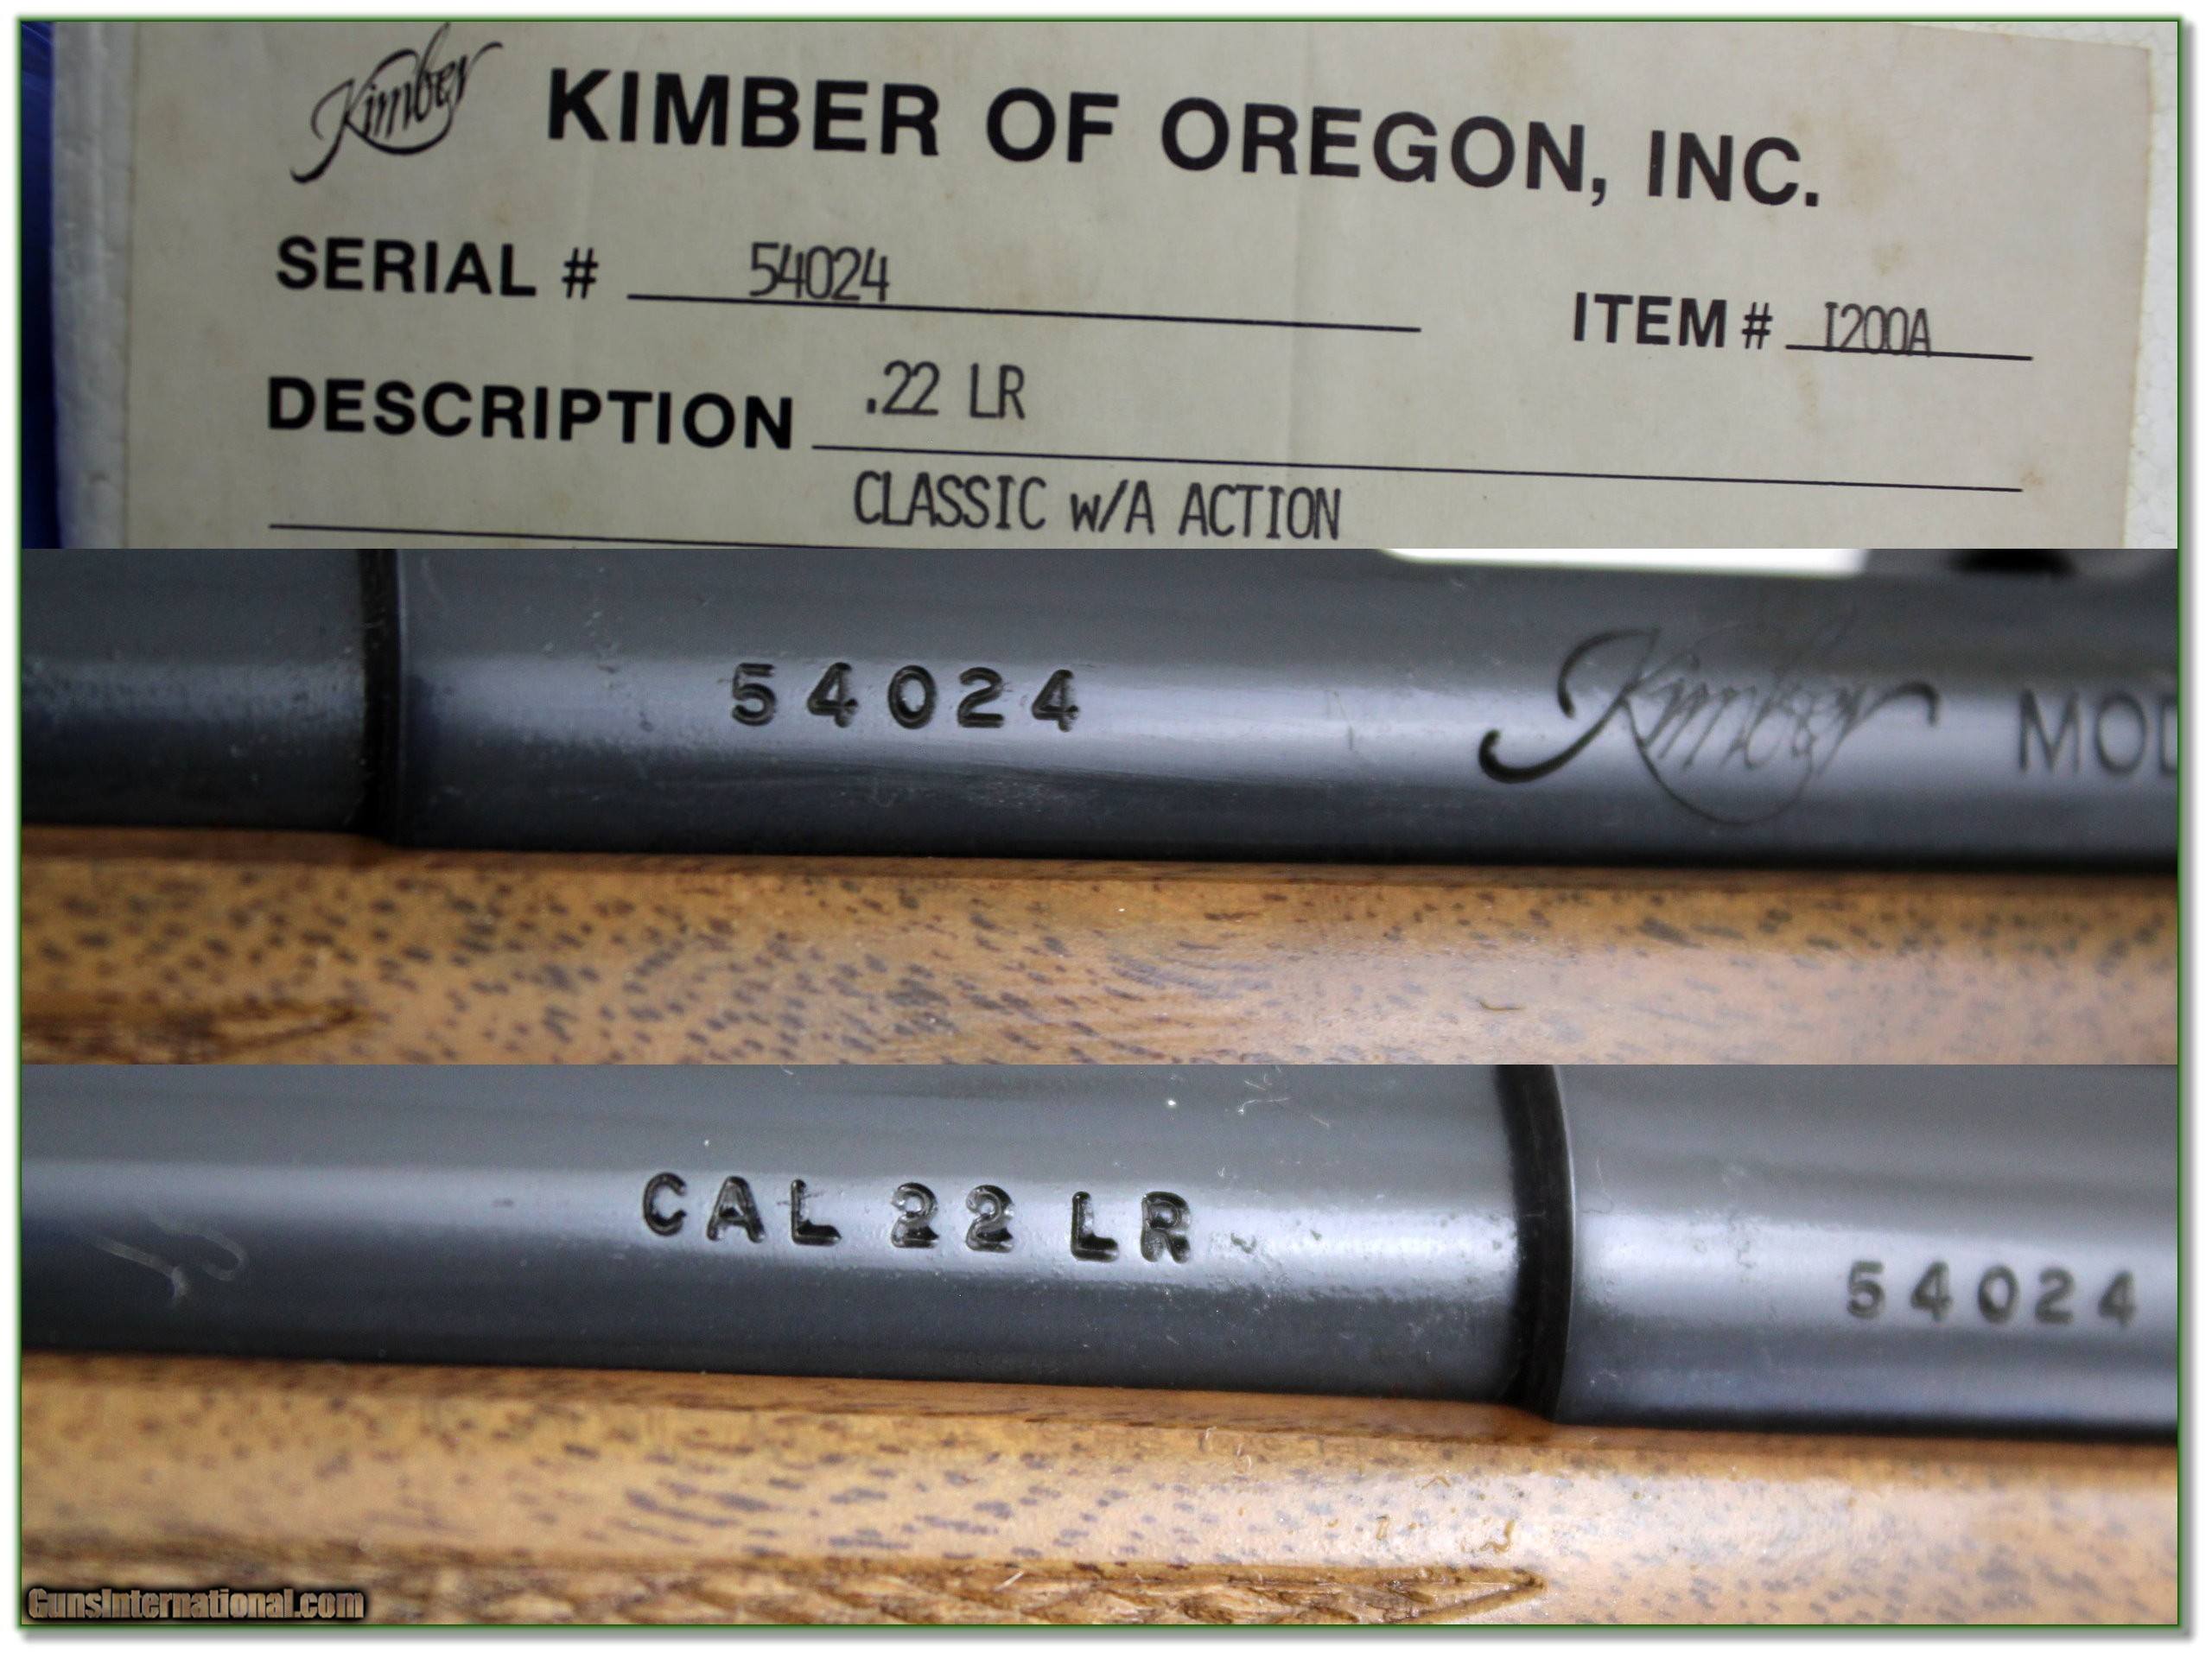 Kimber KIMBER OF OREGON, INC.
SERIAL # 54024
ITEM # I200A
DESCRIPTION .22 LR
CLASSIC w/A ACTION
54024 Kimber MOD
CAL 22 LR 54024
GunsInternational.com